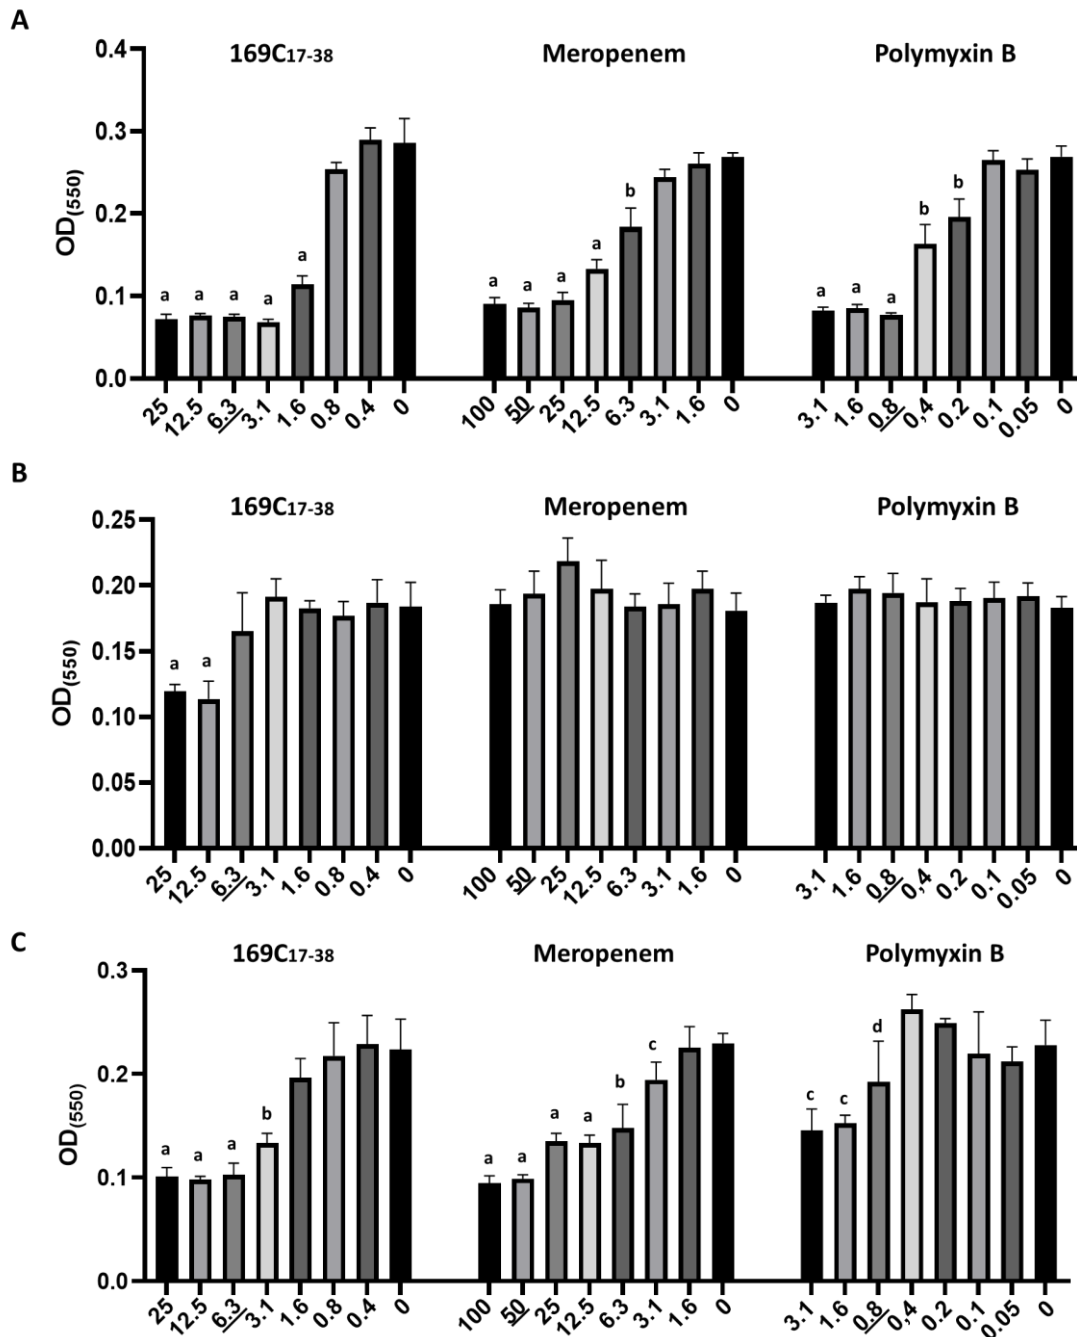 A
169C17-38 Meropenem Polymyxin B
0.4
0.3
0.2
0.1
0.0
OD(550)
a a a a a
a a a a b
a a a b b
25 12.5 6.3 3.1 1.6 0.8 0.4 0
100 50 25 12.5 6.3 3.1 1.6 0
3.1 1.6 0.8 0,4 0.2 0.1 0.05 0
B
169C17-38 Meropenem Polymyxin B
0.25
0.20
0.15
0.10
0.05
0.00
OD(550)
a a
25 12.5 6.3 3.1 1.6 0.8 0.4 0
100 50 25 12.5 6.3 3.1 1.6 0
3.1 1.6 0.8 0,4 0.2 0.1 0.05 0
C
169C17-38 Meropenem Polymyxin B
0.3
0.2
0.1
0.0
OD(550)
a a a b
a a a a b c
c c d
25 12.5 6.3 3.1 1.6 0.8 0.4 0
100 50 25 12.5 6.3 3.1 1.6 0
3.1 1.6 0.8 0,4 0.2 0.1 0.05 0